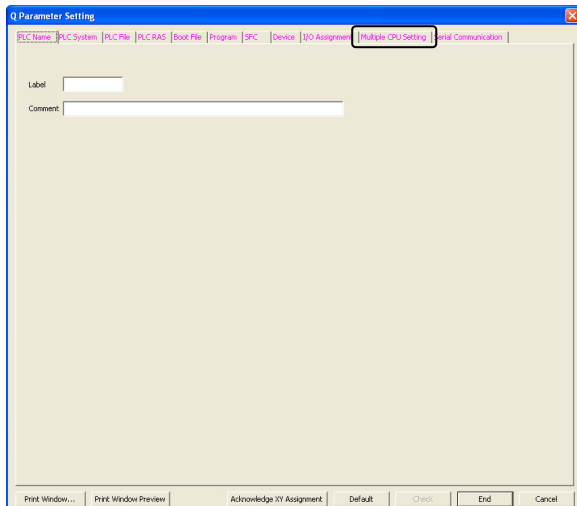 Q Parameter Setting
PLC Name PLC System PLC File PLC RAS Boot File Program SFC Device I/O Assignment Multiple CPU Setting Serial Communication
Label
Comment
Print Window... Print Window Preview Acknowledge XY Assignment Default Check End Cancel